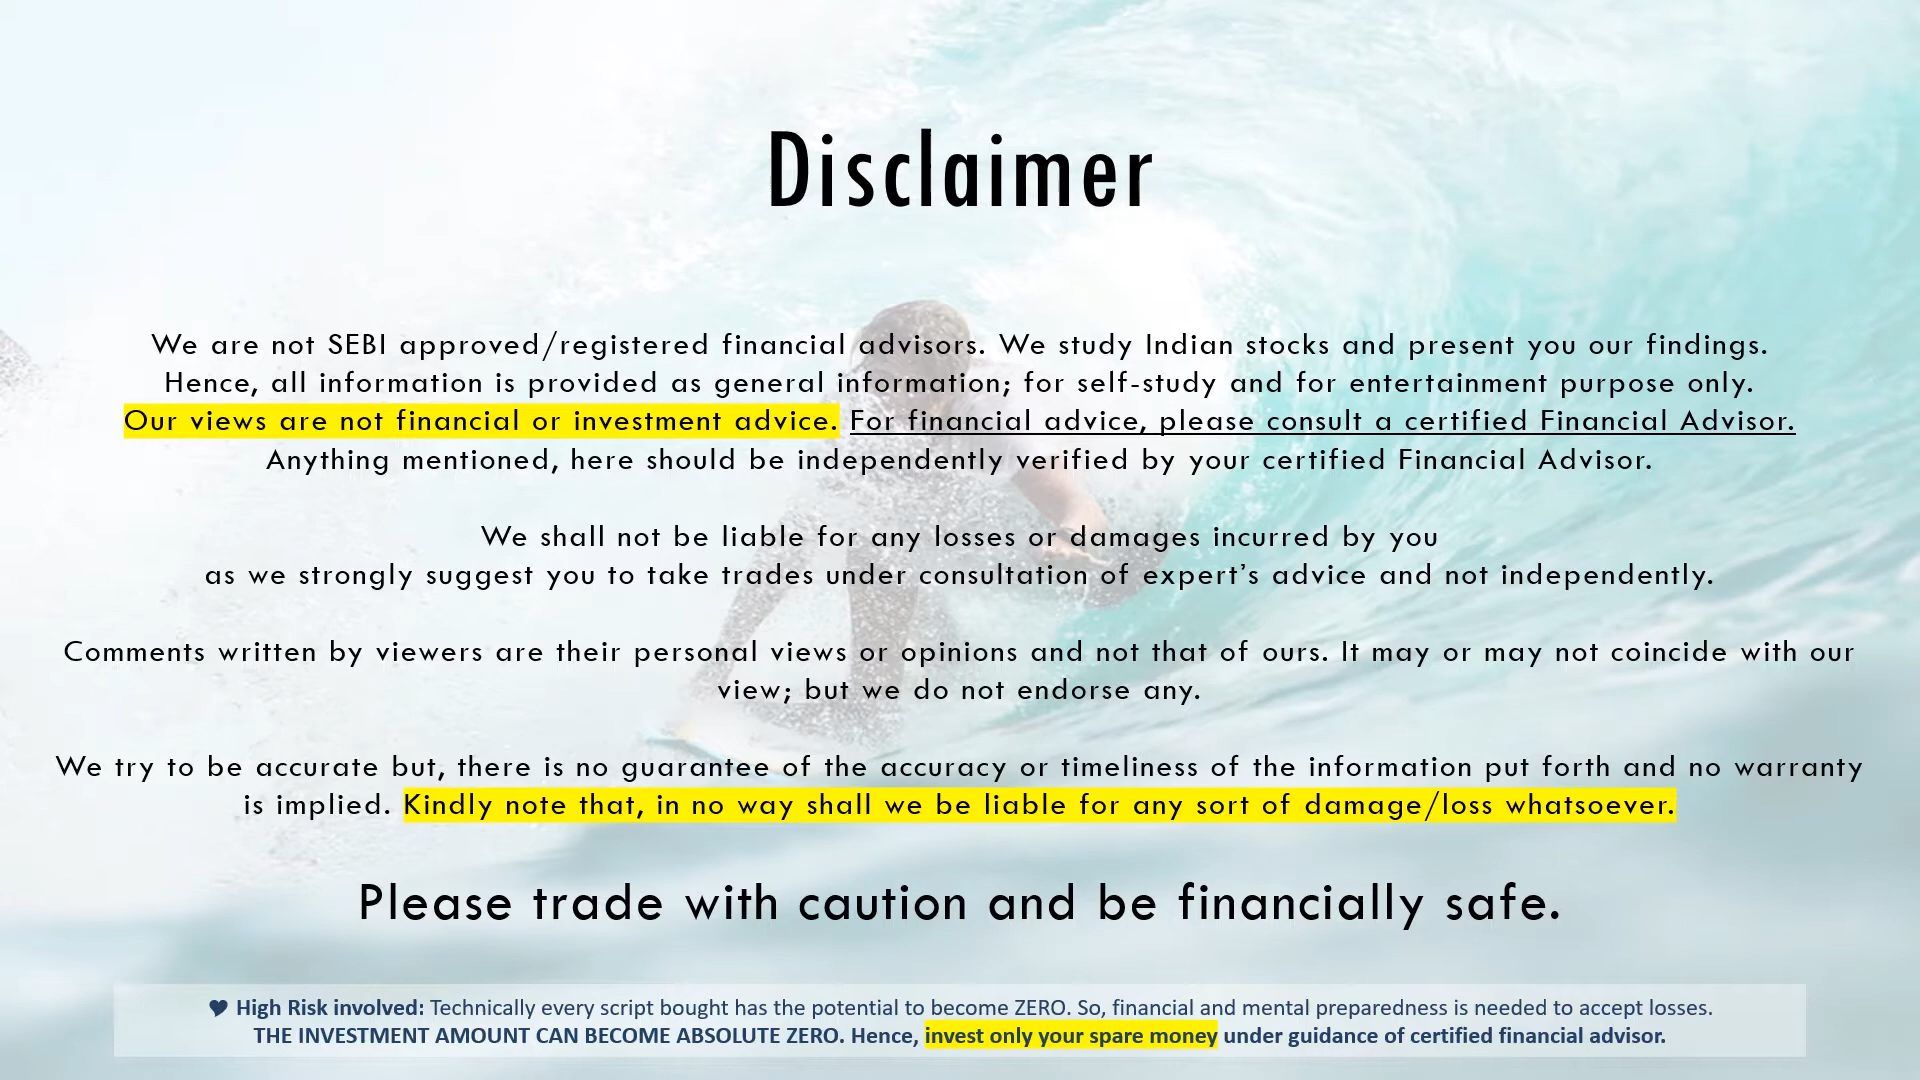 Disclaimer
We are not SEBI approved/registered financial advisors. We study Indian stocks and present you our findings.
Hence, all information is provided as general information; for self-study and for entertainment purpose only.
Our views are not financial or investment advice. For financial advice, please consult a certified Financial Advisor.
Anything mentioned, here should be independently verified by your certified Financial Advisor.
We shall not be liable for any losses or damages incurred by you
as we strongly suggest you to take trades under consultation of expert’s advice and not independently.
Comments written by viewers are their personal views or opinions and not that of ours. It may or may not coincide with our
view; but we do not endorse any.
We try to be accurate but, there is no guarantee of the accuracy or timeliness of the information put forth and no warranty
is implied. Kindly note that, in no way shall we be liable for any sort of damage/loss whatsoever.
Please trade with caution and be financially safe.
♥ High Risk involved: Technically every script bought has the potential to become ZERO. So, financial and mental preparedness is needed to accept losses.
THE INVESTMENT AMOUNT CAN BECOME ABSOLUTE ZERO. Hence, invest only your spare money under guidance of certified financial advisor.